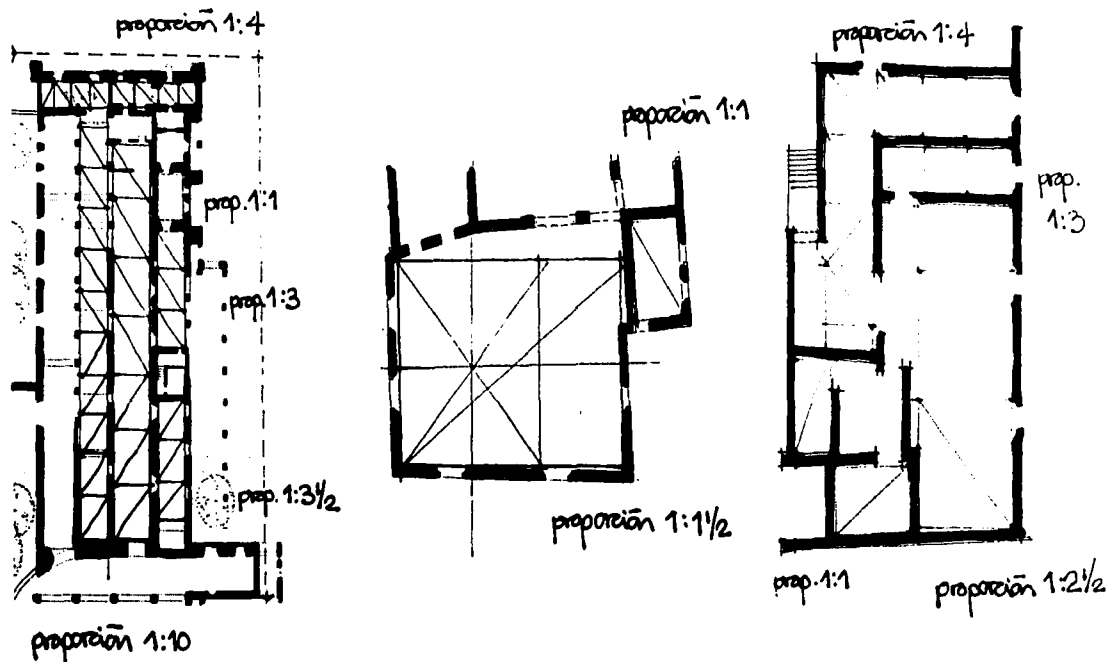 proporción 1:4
prop. 1:1
prop. 1:3
prop. 1:3½
proporción 1:10
proporción 1:1
proporción 1:1½
proporción 1:4
prop.
1:3
prop. 1:1
proporción 1:2½